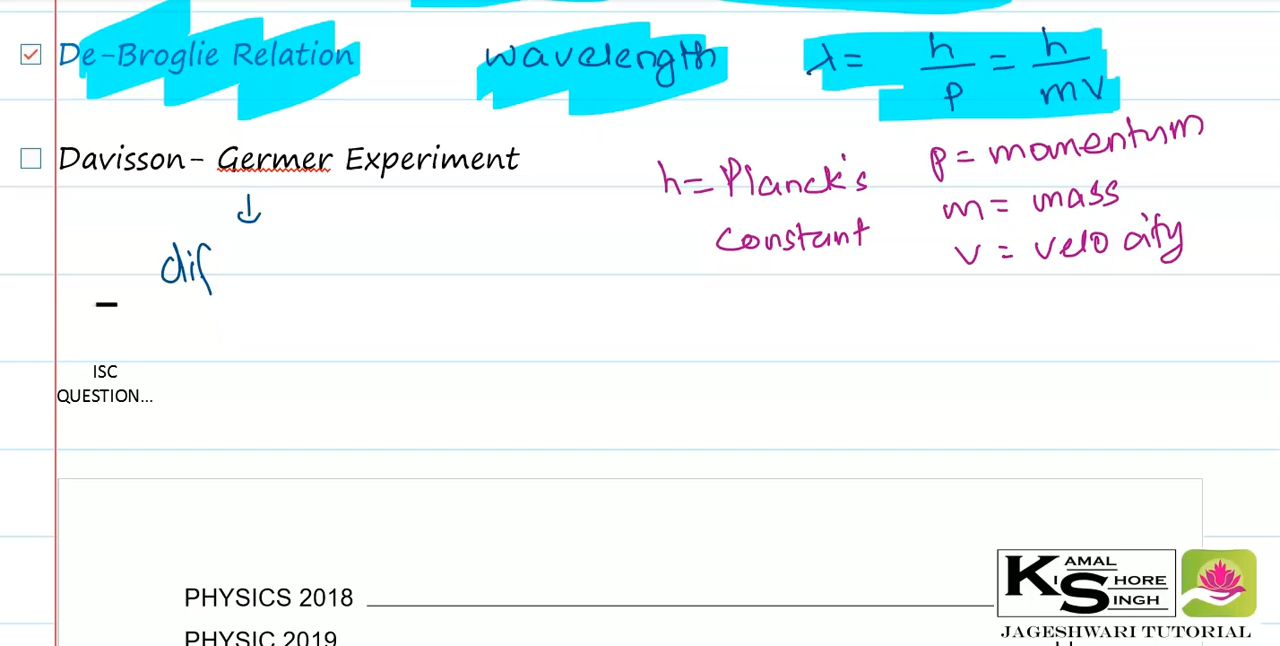 De-Broglie Relation wavelength λ = h/p = h/mv
Davisson- Germer Experiment
h = Planck's constant
p = momentum
m = mass
v = velocity
↓
dif
–
ISC
QUESTION...
PHYSICS 2018
PHYSIC 2019
KAMAL
KISHORE
SINGH
JAGESHWARI TUTORIAL